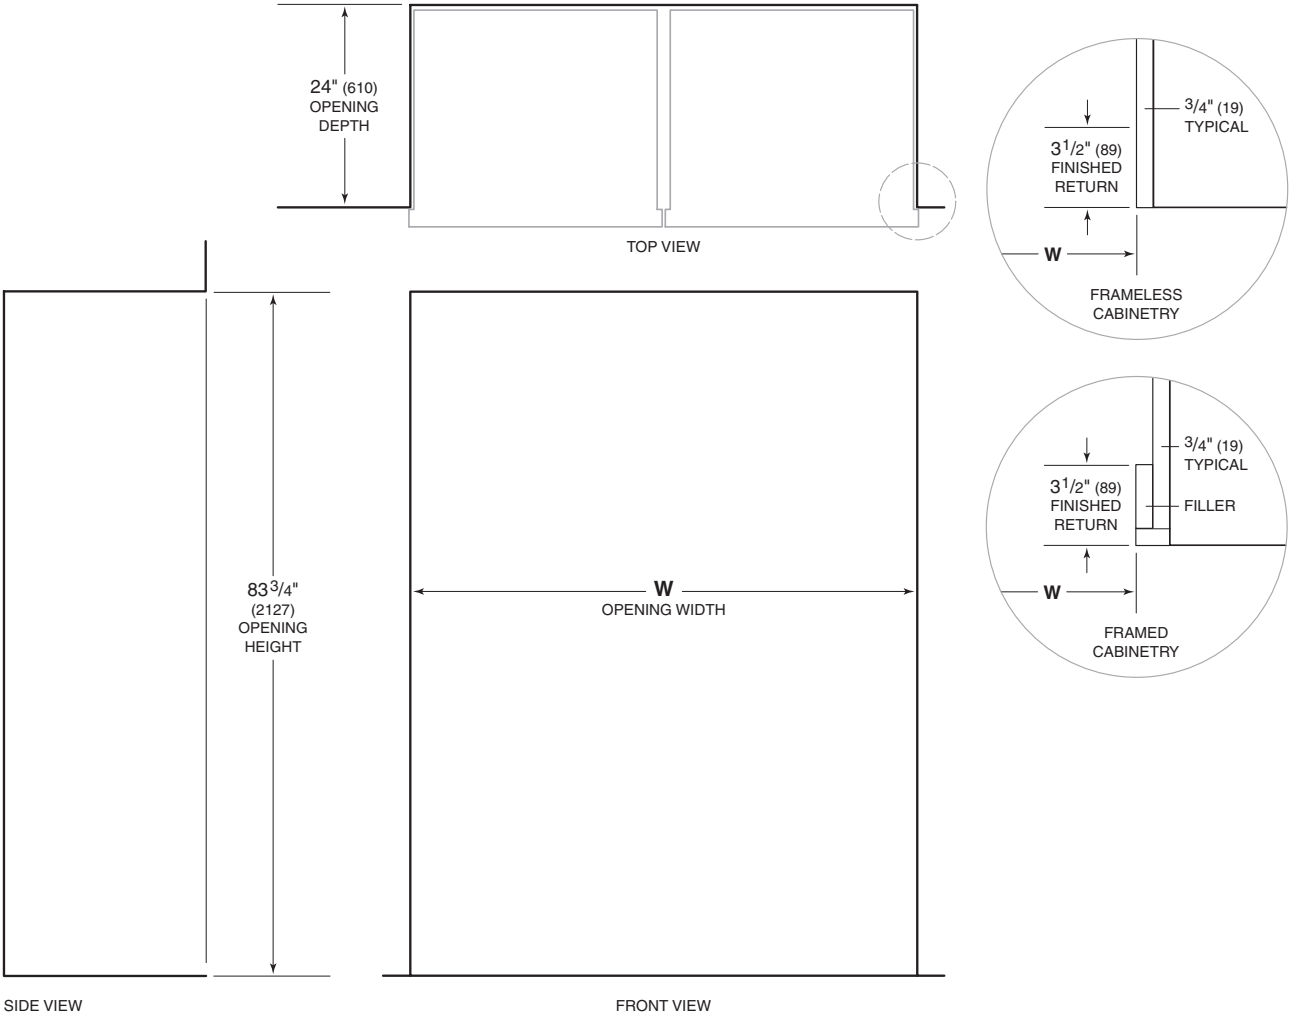 24" (610)
OPENING
DEPTH
TOP VIEW
3/4" (19)
TYPICAL
3 1/2" (89)
FINISHED
RETURN
W
FRAMELESS
CABINETRY
3/4" (19)
TYPICAL
3 1/2" (89)
FINISHED
RETURN
FILLER
W
FRAMED
CABINETRY
83 3/4"
(2127)
OPENING
HEIGHT
W
OPENING WIDTH
SIDE VIEW
FRONT VIEW